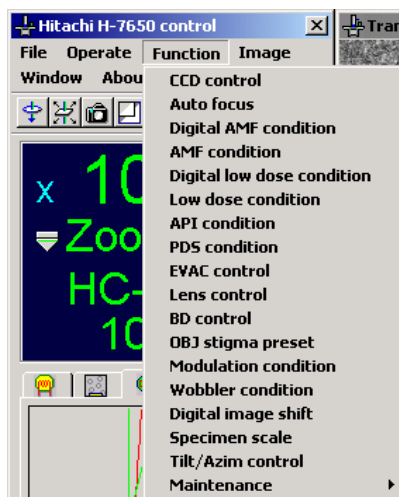 Hitachi H-7650 control
File Operate Function Image
Window
CCD control
Auto focus
Digital AMF condition
AMF condition
Digital low dose condition
Low dose condition
API condition
PDS condition
EVAC control
Lens control
BD control
OBJ stigma preset
Modulation condition
Wobbler condition
Digital image shift
Specimen scale
Tilt/Azim control
Maintenance
x 10
Zoo
HC-
10